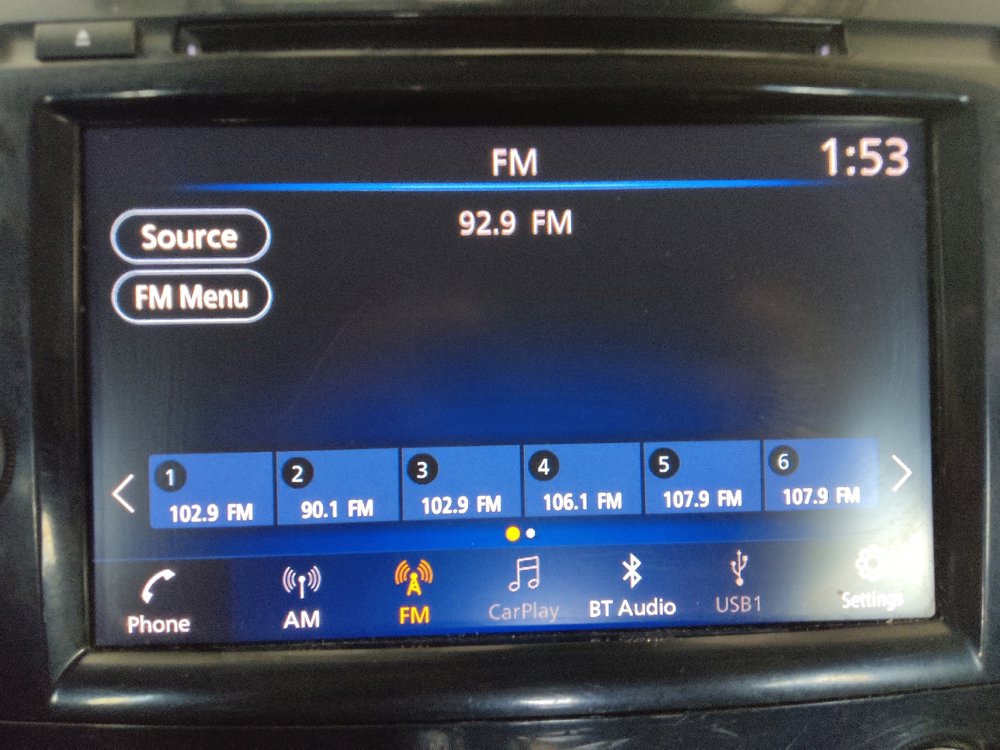 FM
1:53
Source
92.9 FM
FM Menu
1
2
3
4
5
6
102.9 FM
90.1 FM
102.9 FM
106.1 FM
107.9 FM
107.9 FM
Phone
AM
FM
CarPlay
BT Audio
USB1
Settings